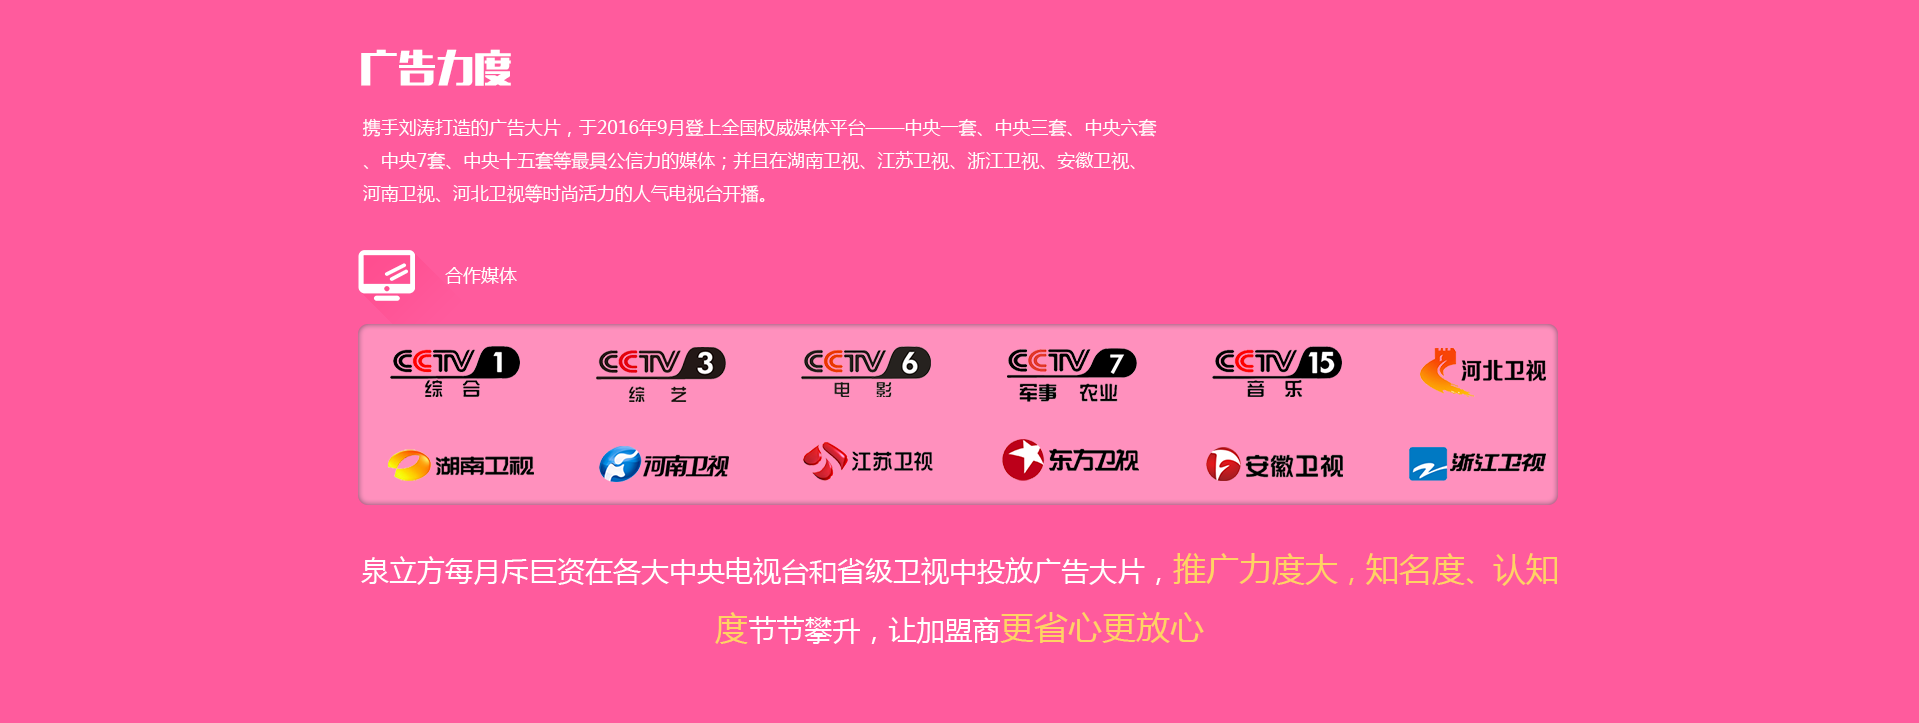 广告力度
携手刘涛打造的广告大片，于2016年9月登上全国权威媒体平台——中央一套、中央三套、中央六套
、中央7套、中央十五套等最具公信力的媒体；并且在湖南卫视、江苏卫视、浙江卫视、安徽卫视、
河南卫视、河北卫视等时尚活力的人气电视台开播。
合作媒体
CCTV 1 CCTV 3 CCTV 6 CCTV 7 CCTV 15 河北卫视
综合 综艺 电影 军事 农业 音乐
湖南卫视 河南卫视 江苏卫视 东方卫视 安徽卫视 浙江卫视
泉立方每月斥巨资在各大中央电视台和省级卫视中投放广告大片，推广力度大，知名度、认知
度节节攀升，让加盟商更省心更放心